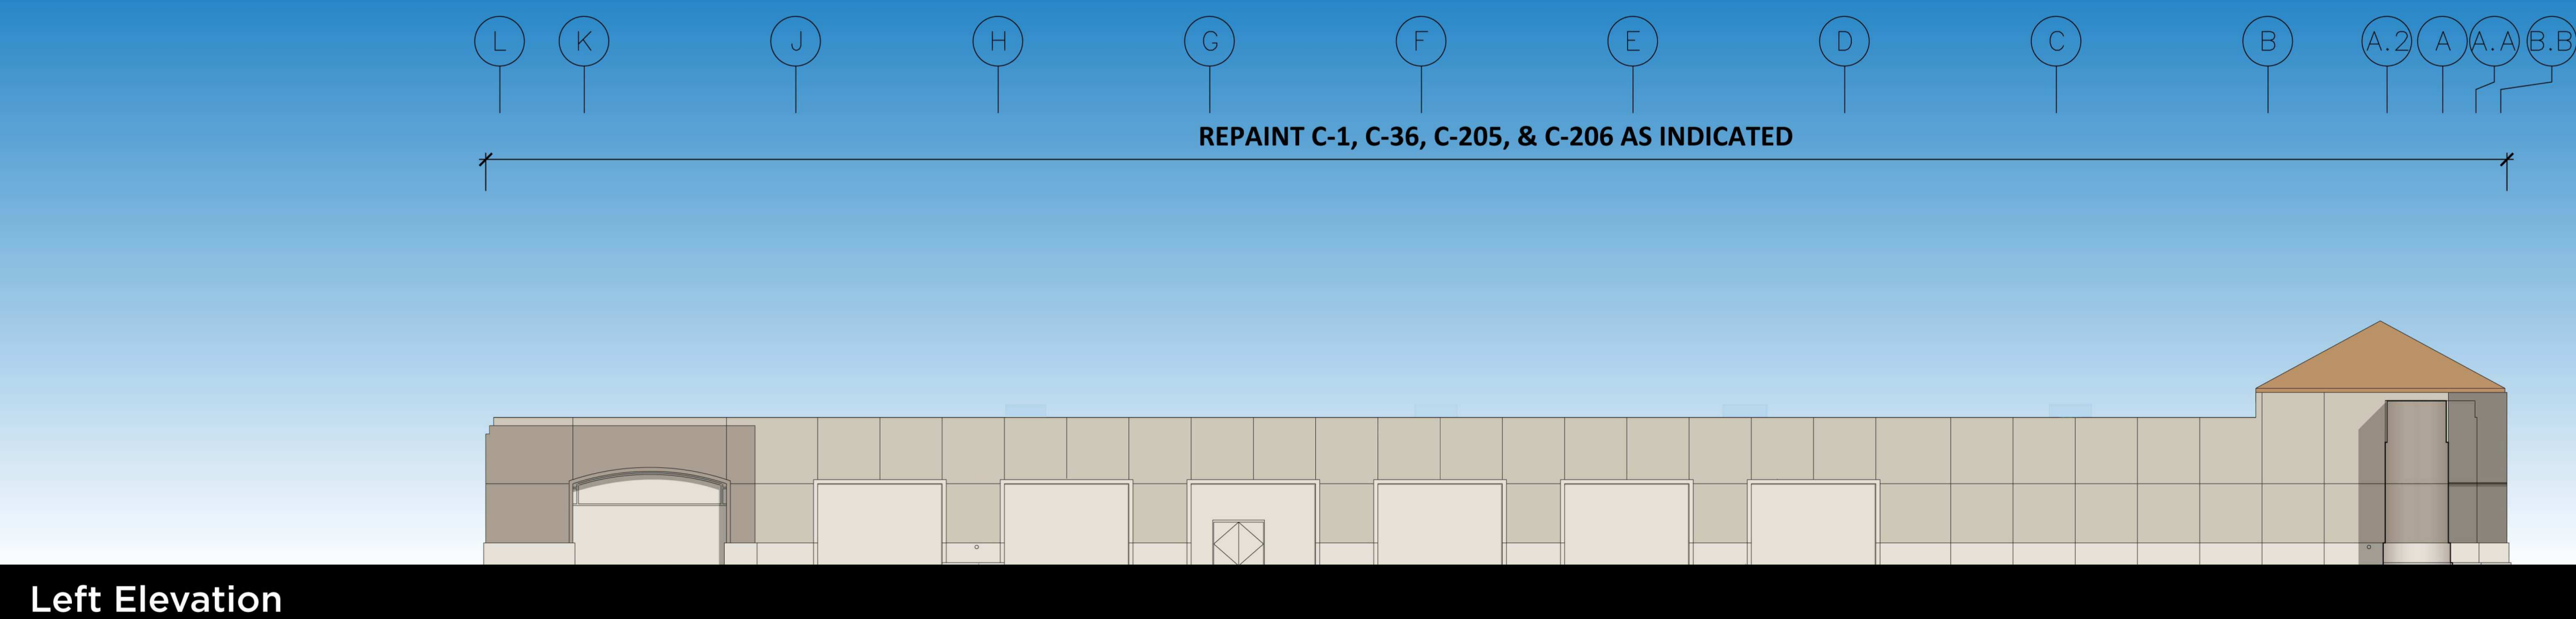 L K J H G F E D C B A.2 A A.A B.B
REPAINT C-1, C-36, C-205, & C-206 AS INDICATED
Left Elevation